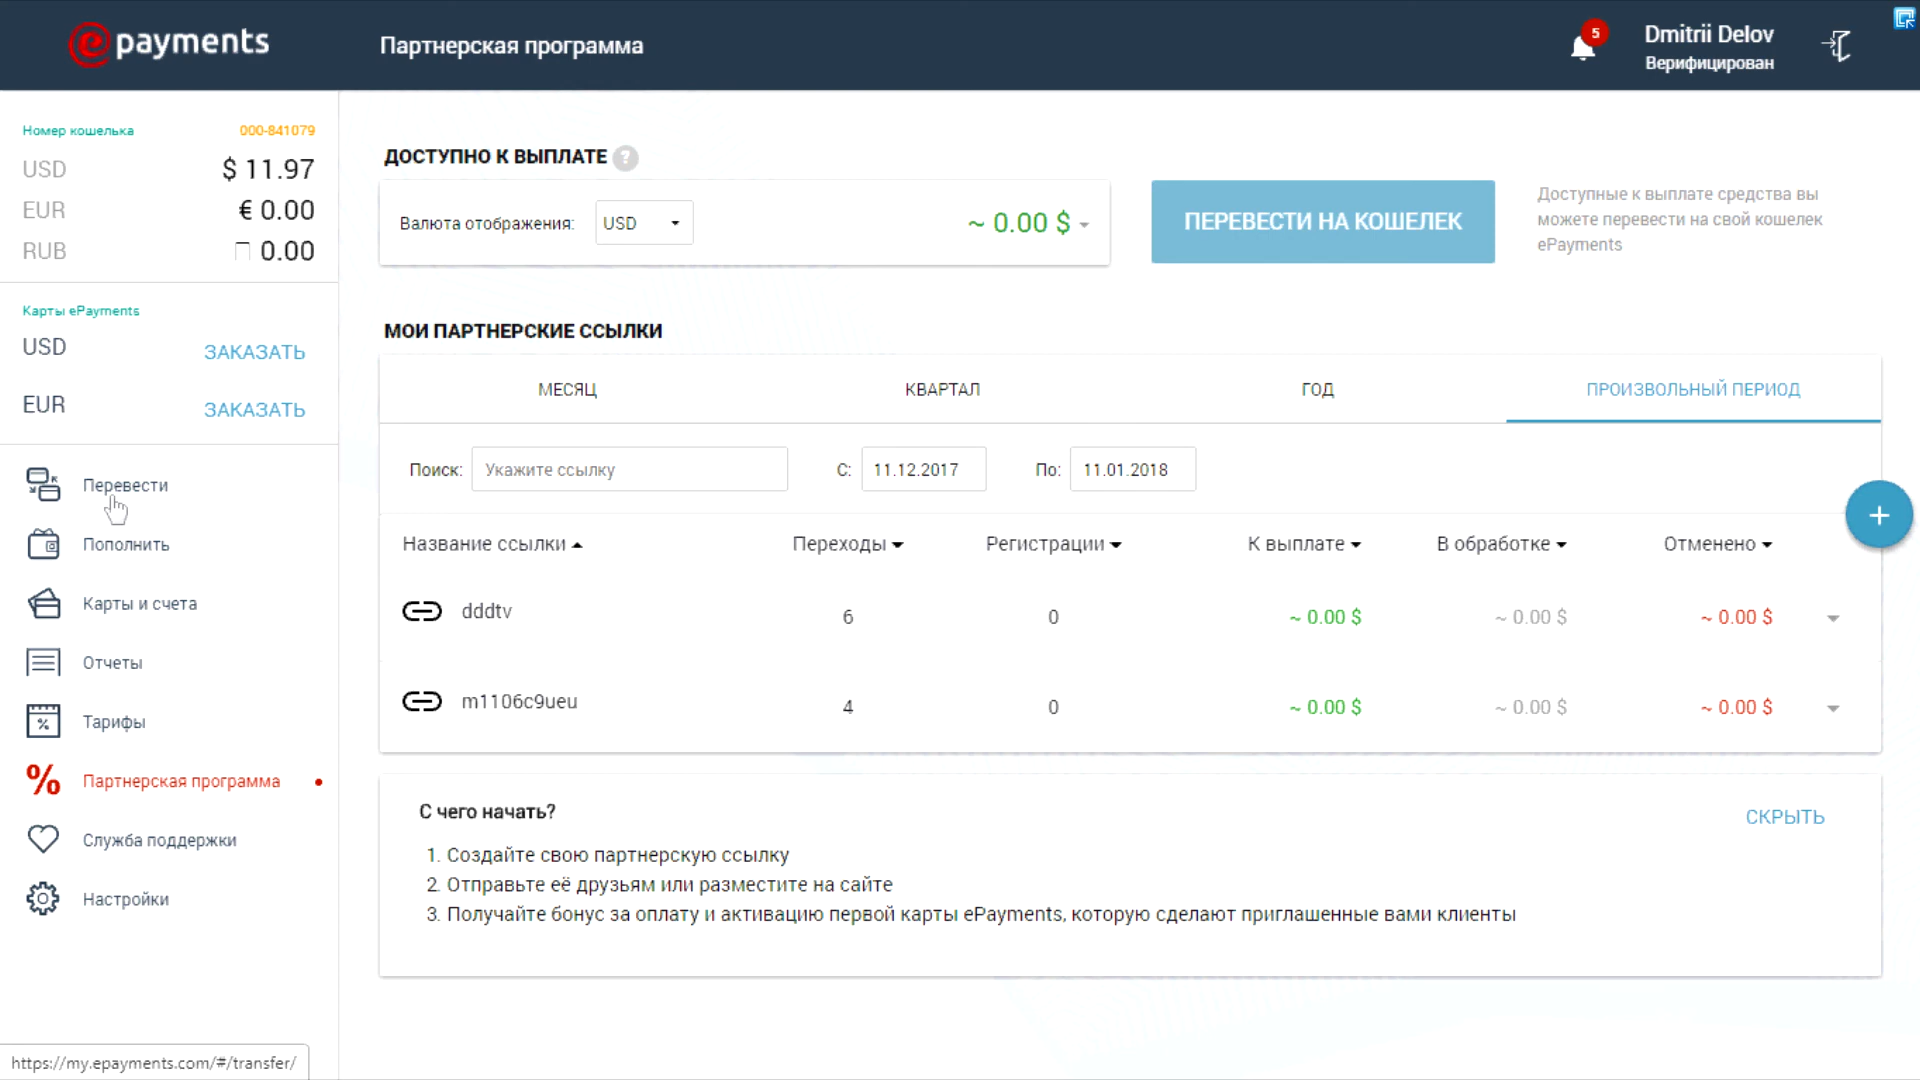 epayments
Партнерская программа
5
Dmitrii Delov
Верифицирован
Номер кошелька 000-841079
USD $ 11.97
EUR € 0.00
RUB 0.00
Карты ePayments
USD ЗАКАЗАТЬ
EUR ЗАКАЗАТЬ
Перевести
Пополнить
Карты и счета
Отчеты
Тарифы
% Партнерская программа
Служба поддержки
Настройки
ДОСТУПНО К ВЫПЛАТЕ ?
Валюта отображения: USD ~ 0.00 $
ПЕРЕВЕСТИ НА КОШЕЛЕК
Доступные к выплате средства вы
можете перевести на свой кошелек
ePayments
МОИ ПАРТНЕРСКИЕ ССЫЛКИ
МЕСЯЦ КВАРТАЛ ГОД ПРОИЗВОЛЬНЫЙ ПЕРИОД
Поиск: Укажите ссылку С: 11.12.2017 По: 11.01.2018
+
Название ссылки Переходы Регистрации К выплате В обработке Отменено
dddtv 6 0 ~ 0.00 $ ~ 0.00 $ ~ 0.00 $
m1106c9ueu 4 0 ~ 0.00 $ ~ 0.00 $ ~ 0.00 $
С чего начать?
СКРЫТЬ
1. Создайте свою партнерскую ссылку
2. Отправьте её друзьям или разместите на сайте
3. Получайте бонус за оплату и активацию первой карты ePayments, которую сделают приглашенные вами клиенты
https://my.epayments.com/#/transfer/